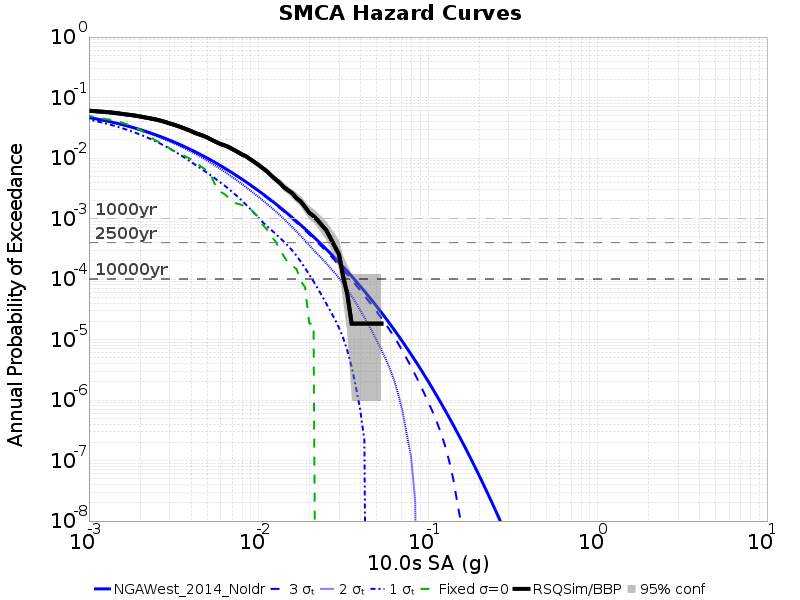 SMCA Hazard Curves
Annual Probability of Exceedance
10^0
10^-1
10^-2
10^-3
10^-4
10^-5
10^-6
10^-7
10^-8
1000yr
2500yr
10000yr
10^-3
10^-2
10^-1
10^0
10^1
10.0s SA (g)
NGAWest_2014_NoIdr 3 σₜ 2 σₜ 1 σₜ Fixed σ=0 RSQSim/BBP 95% conf